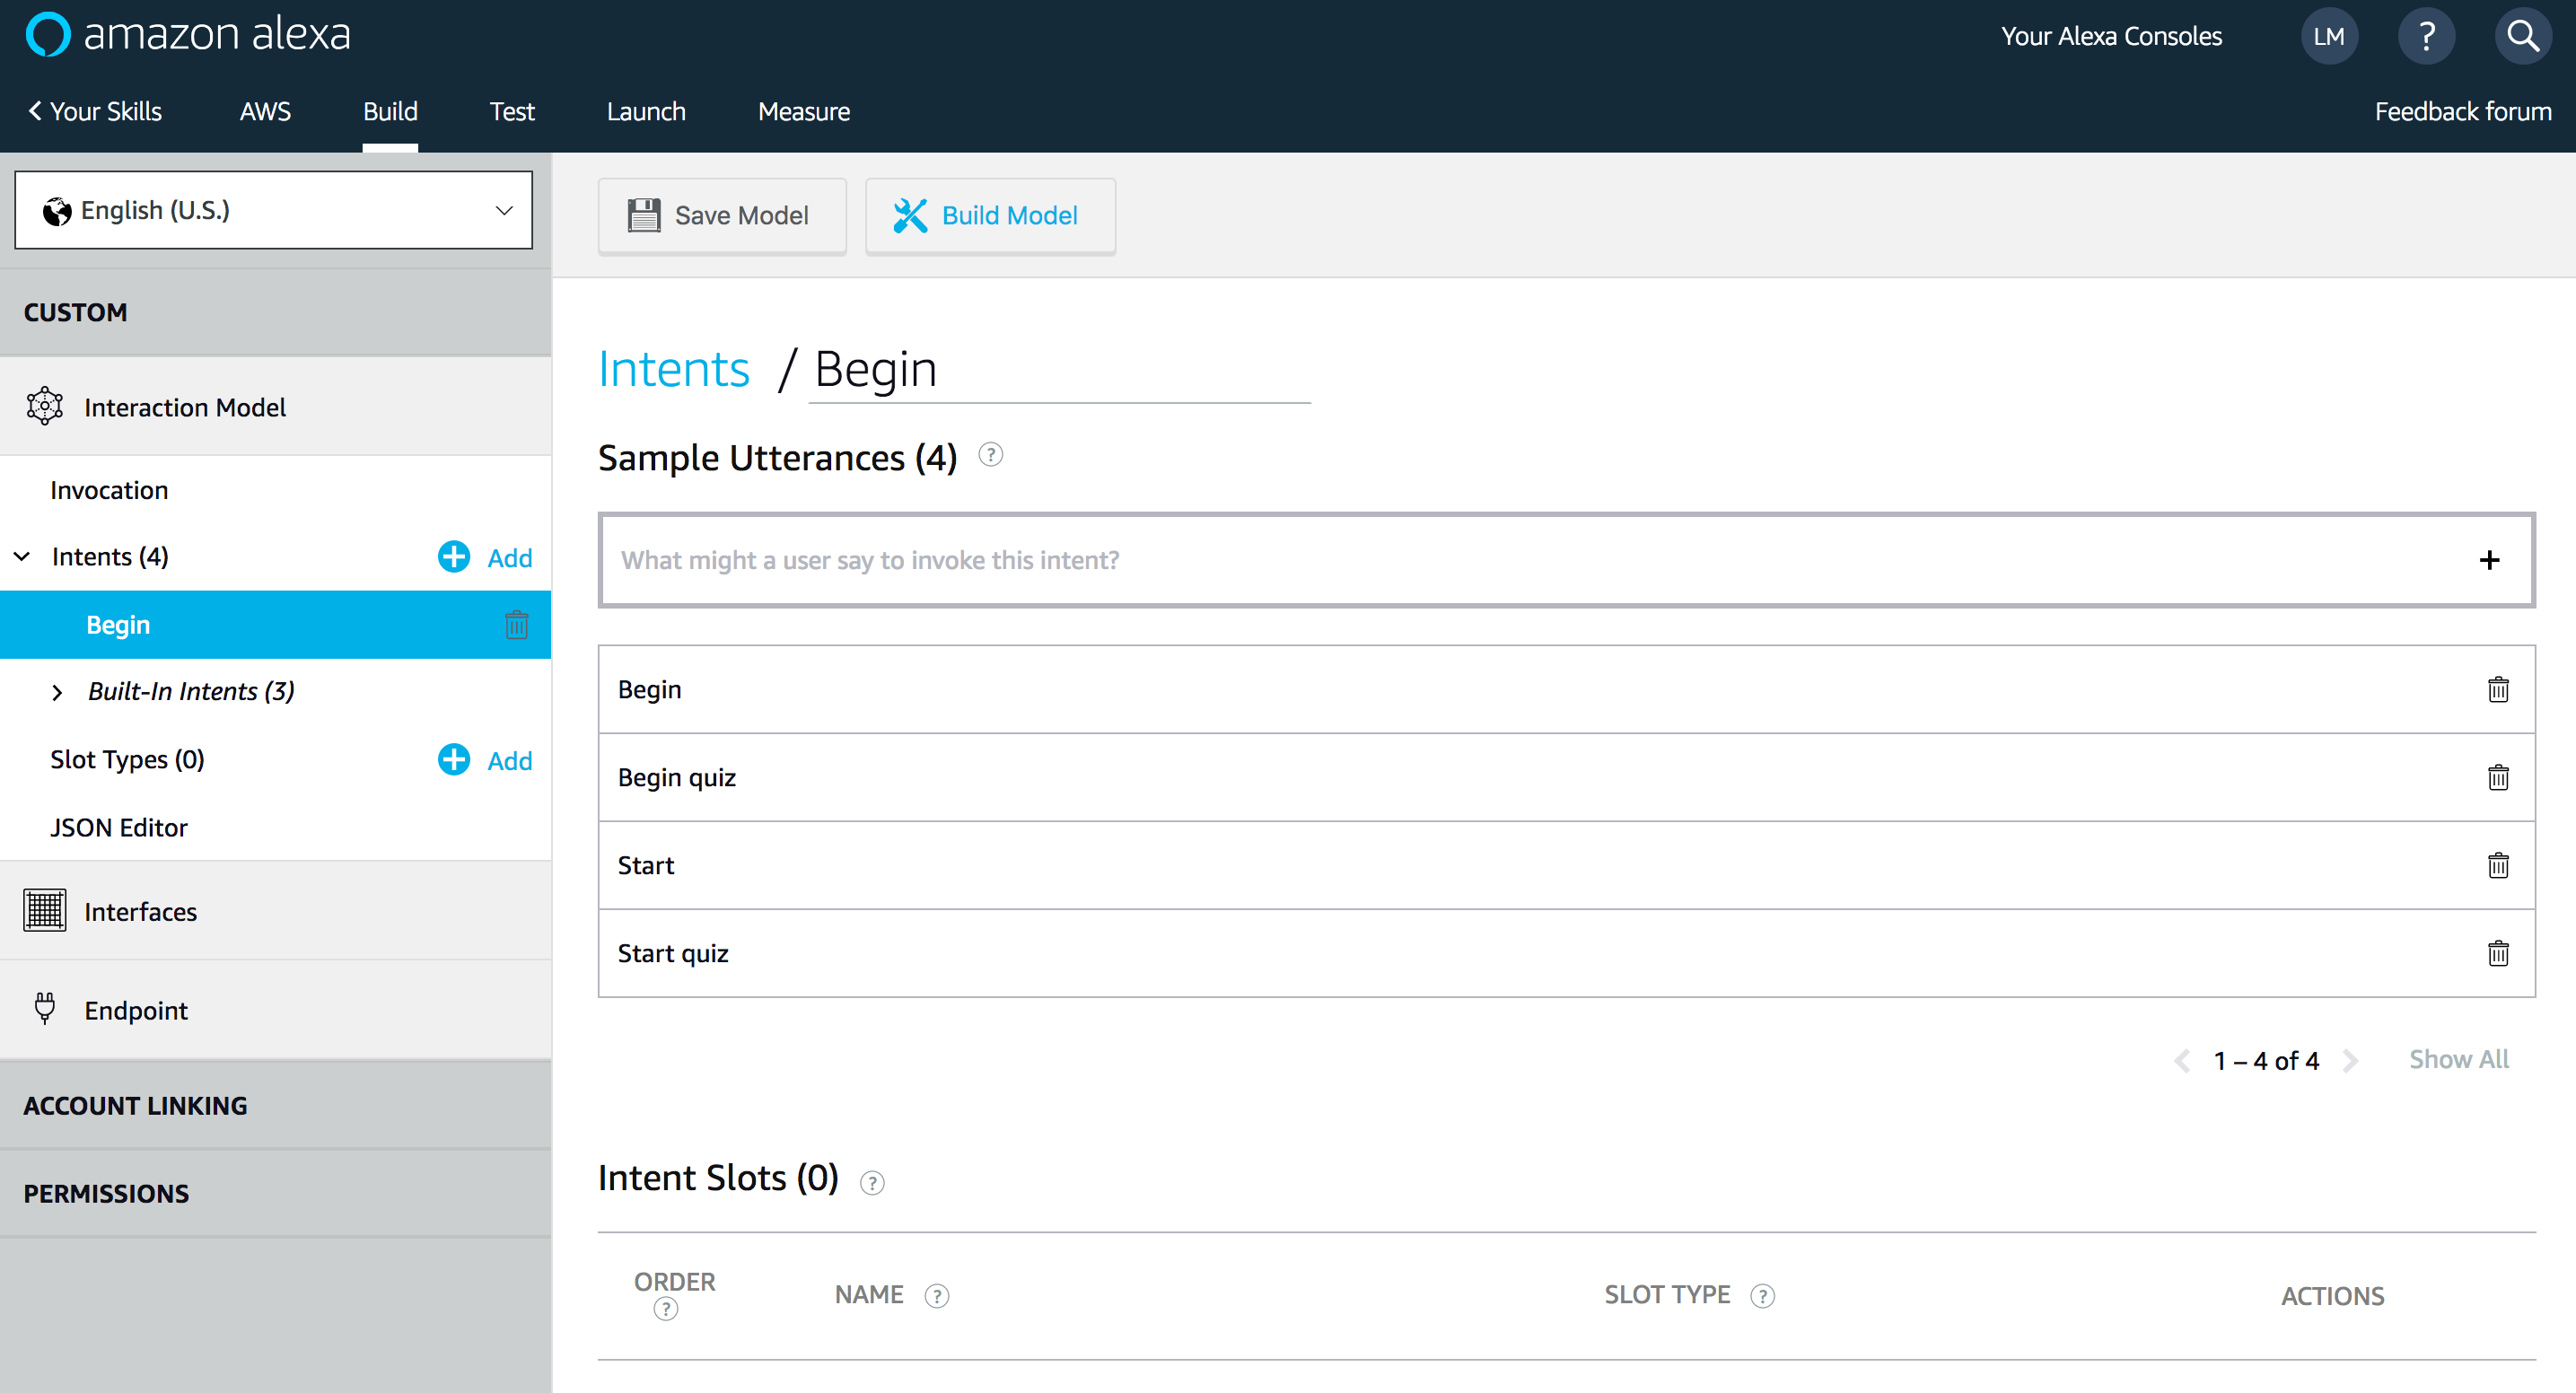 amazon alexa
Your Alexa Consoles
LM
?
Your Skills
AWS
Build
Test
Launch
Measure
Feedback forum
English (U.S.)
Save Model
Build Model
CUSTOM
Interaction Model
Invocation
Intents (4)
Add
Begin
Built-In Intents (3)
Slot Types (0)
Add
JSON Editor
Interfaces
Endpoint
ACCOUNT LINKING
PERMISSIONS
Intents / Begin
Sample Utterances (4) ?
What might a user say to invoke this intent? +
Begin
Begin quiz
Start
Start quiz
1 – 4 of 4
Show All
Intent Slots (0) ?
ORDER ?
NAME ?
SLOT TYPE ?
ACTIONS